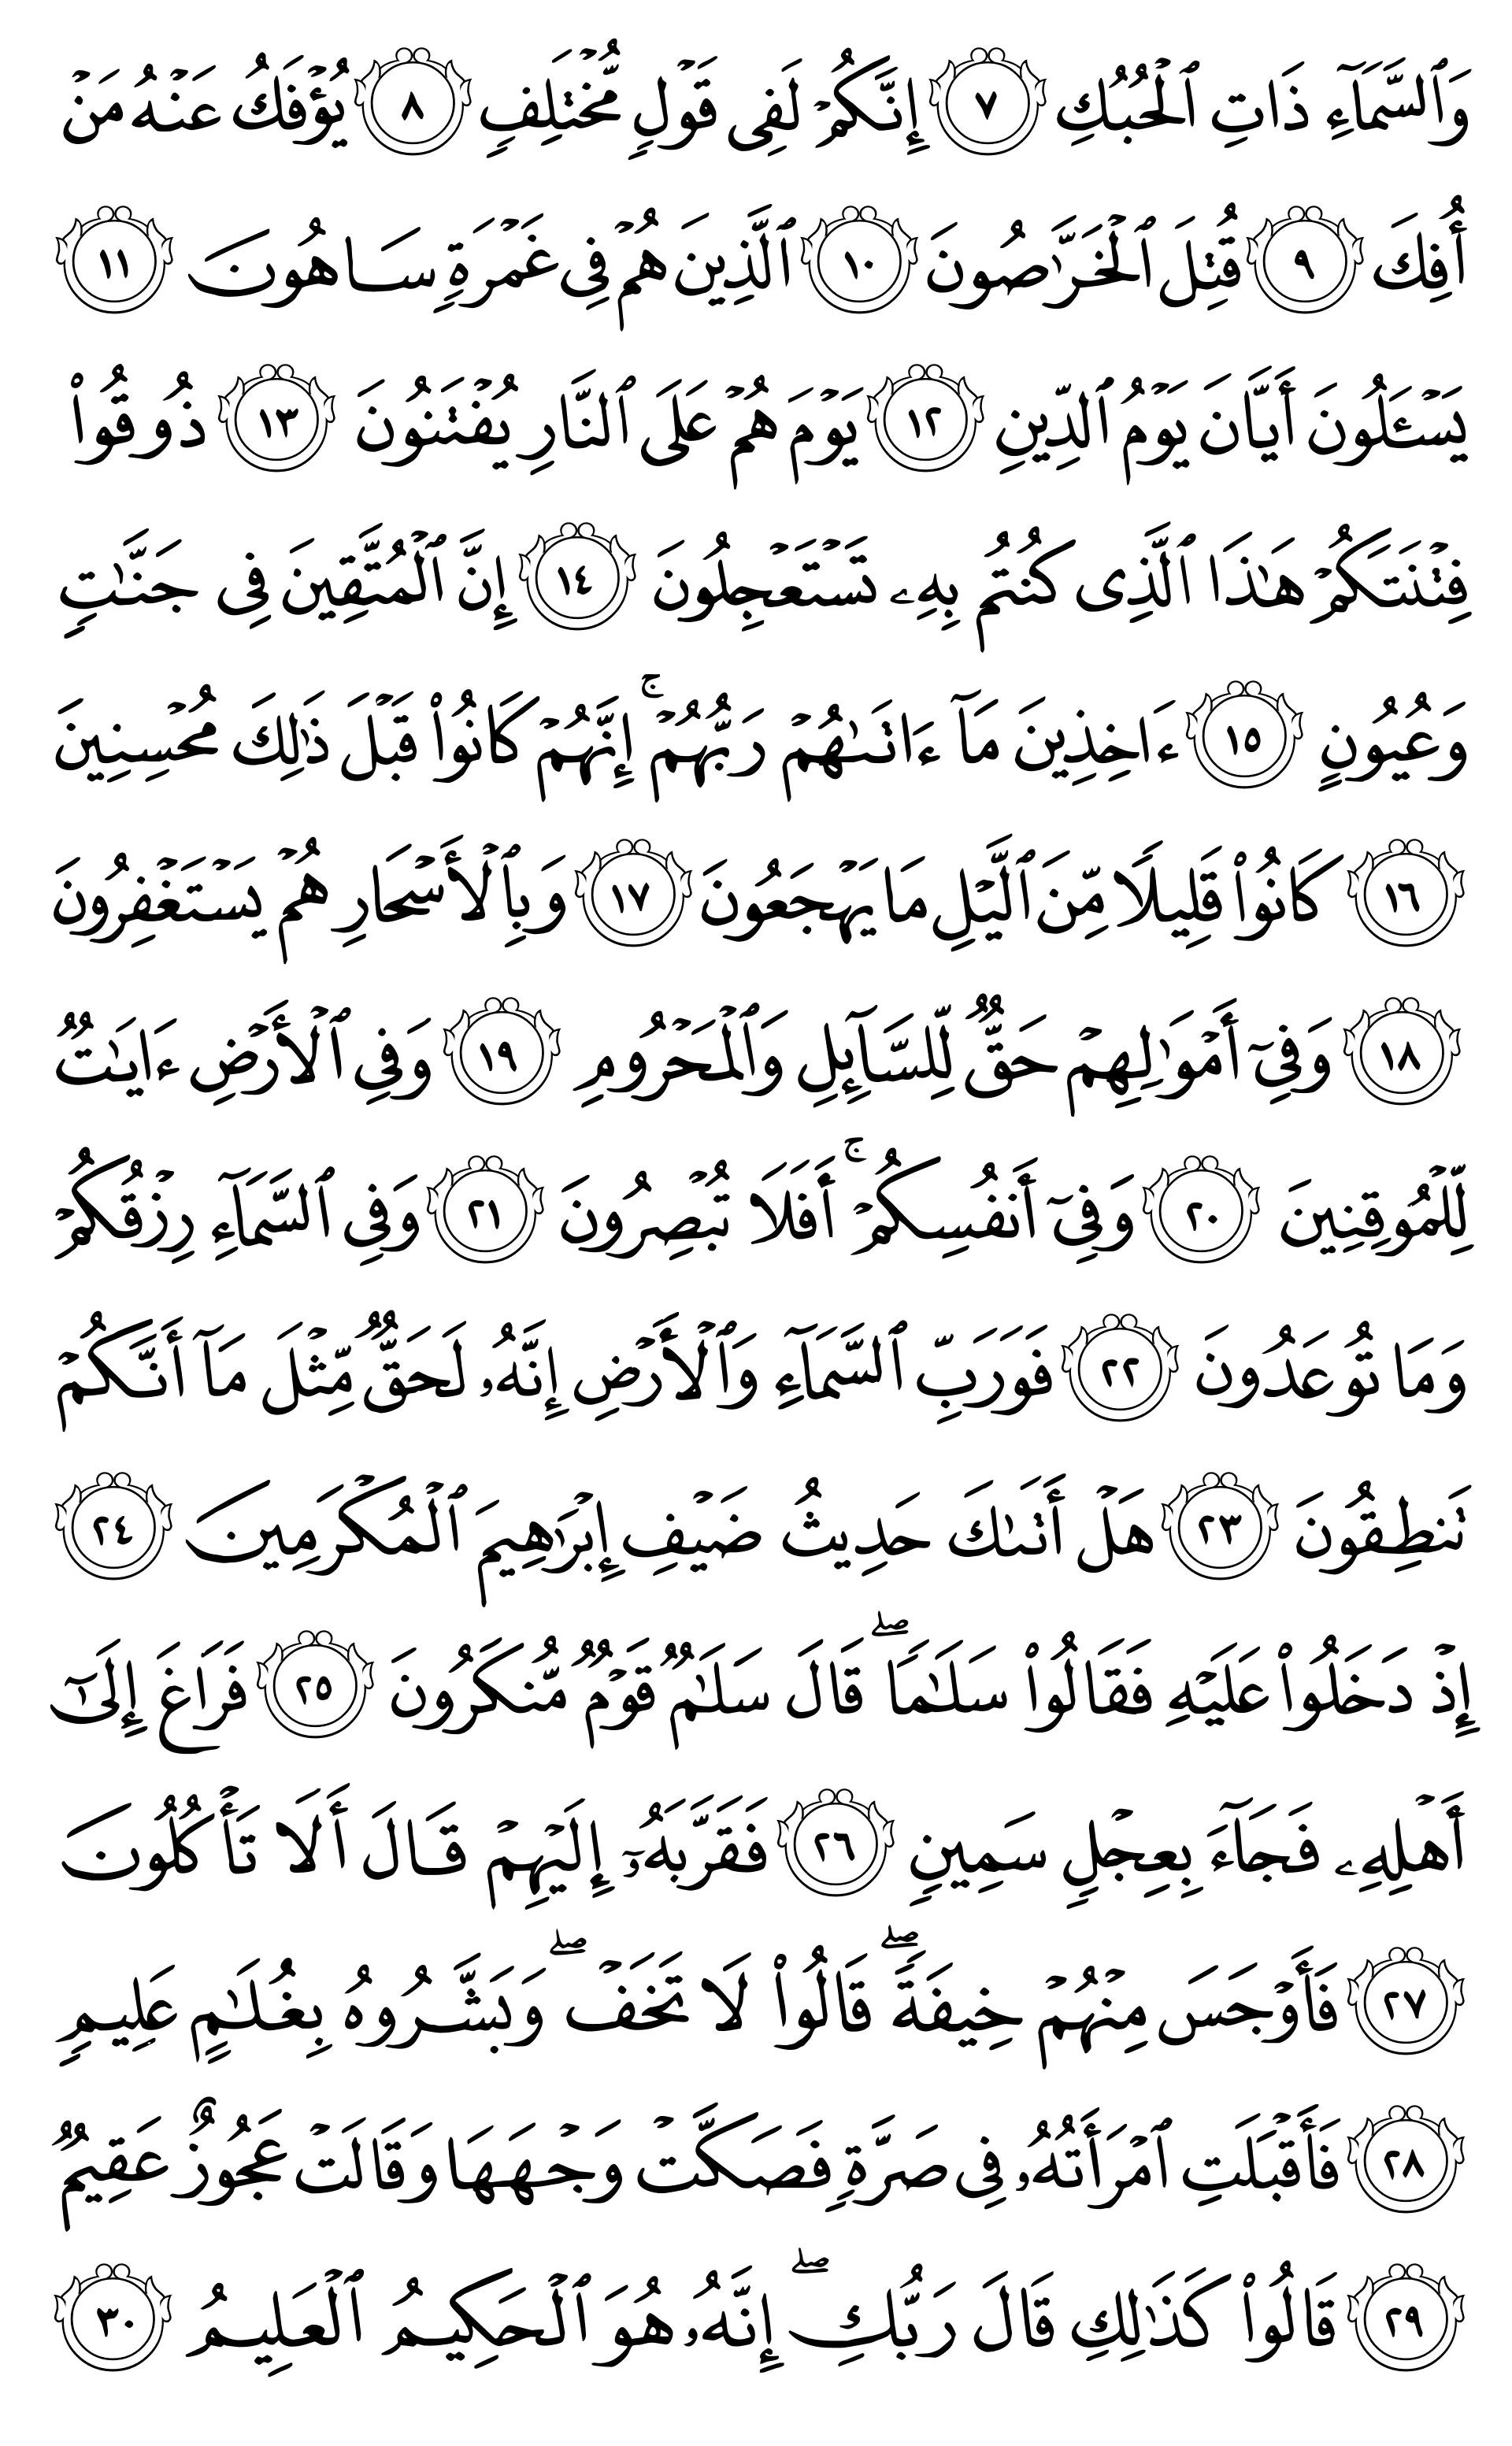 وَٱلسَّمَآءِ ذَاتِ ٱلۡحُبُكِ ٧ إِنَّكُمۡ لَفِى قَوۡلٍ مُّخۡتَلِفٍ ٨ يُؤۡفَكُ عَنۡهُ مَنۡ
أُفِكَ ٩ قُتِلَ ٱلۡخَرَّٰصُونَ ١٠ ٱلَّذِينَ هُمۡ فِى غَمۡرَةٍ سَاهُونَ ١١
يَسۡـَٔلُونَ أَيَّانَ يَوۡمُ ٱلدِّينِ ١٢ يَوۡمَ هُمۡ عَلَى ٱلنَّارِ يُفۡتَنُونَ ١٣ ذُوقُواْ
فِتۡنَتَكُمۡ هَٰذَا ٱلَّذِى كُنتُم بِهِۦ تَسۡتَعۡجِلُونَ ١٤ إِنَّ ٱلۡمُتَّقِينَ فِى جَنَّٰتٍ
وَعُيُونٍ ١٥ ءَاخِذِينَ مَآ ءَاتَىٰهُمۡ رَبُّهُمۡۚ إِنَّهُمۡ كَانُواْ قَبۡلَ ذَٰلِكَ مُحۡسِنِينَ
١٦ كَانُواْ قَلِيلًا مِّنَ ٱلَّيۡلِ مَا يَهۡجَعُونَ ١٧ وَبِٱلۡأَسۡحَارِ هُمۡ يَسۡتَغۡفِرُونَ
١٨ وَفِىٓ أَمۡوَٰلِهِمۡ حَقٌّ لِّلسَّآئِلِ وَٱلۡمَحۡرُومِ ١٩ وَفِى ٱلۡأَرۡضِ ءَايَٰتٌ
لِّلۡمُوقِنِينَ ٢٠ وَفِىٓ أَنفُسِكُمۡۚ أَفَلَا تُبۡصِرُونَ ٢١ وَفِى ٱلسَّمَآءِ رِزۡقُكُمۡ
وَمَا تُوعَدُونَ ٢٢ فَوَرَبِّ ٱلسَّمَآءِ وَٱلۡأَرۡضِ إِنَّهُۥ لَحَقٌّ مِّثۡلَ مَآ أَنَّكُمۡ
تَنطِقُونَ ٢٣ هَلۡ أَتَىٰكَ حَدِيثُ ضَيۡفِ إِبۡرَٰهِيمَ ٱلۡمُكۡرَمِينَ ٢٤
إِذۡ دَخَلُواْ عَلَيۡهِ فَقَالُواْ سَلَٰمًاۖ قَالَ سَلَٰمٌ قَوۡمٌ مُّنكَرُونَ ٢٥ فَرَاغَ إِلَىٰٓ
أَهۡلِهِۦ فَجَآءَ بِعِجۡلٍ سَمِينٍ ٢٦ فَقَرَّبَهُۥٓ إِلَيۡهِمۡ قَالَ أَلَا تَأۡكُلُونَ
٢٧ فَأَوۡجَسَ مِنۡهُمۡ خِيفَةًۖ قَالُواْ لَا تَخَفۡۖ وَبَشَّرُوهُ بِغُلَٰمٍ عَلِيمٍ
٢٨ فَأَقۡبَلَتِ ٱمۡرَأَتُهُۥ فِى صَرَّةٍ فَصَكَّتۡ وَجۡهَهَا وَقَالَتۡ عَجُوزٌ عَقِيمٌ
٢٩ قَالُواْ كَذَٰلِكِ قَالَ رَبُّكِۖ إِنَّهُۥ هُوَ ٱلۡحَكِيمُ ٱلۡعَلِيمُ ٣٠